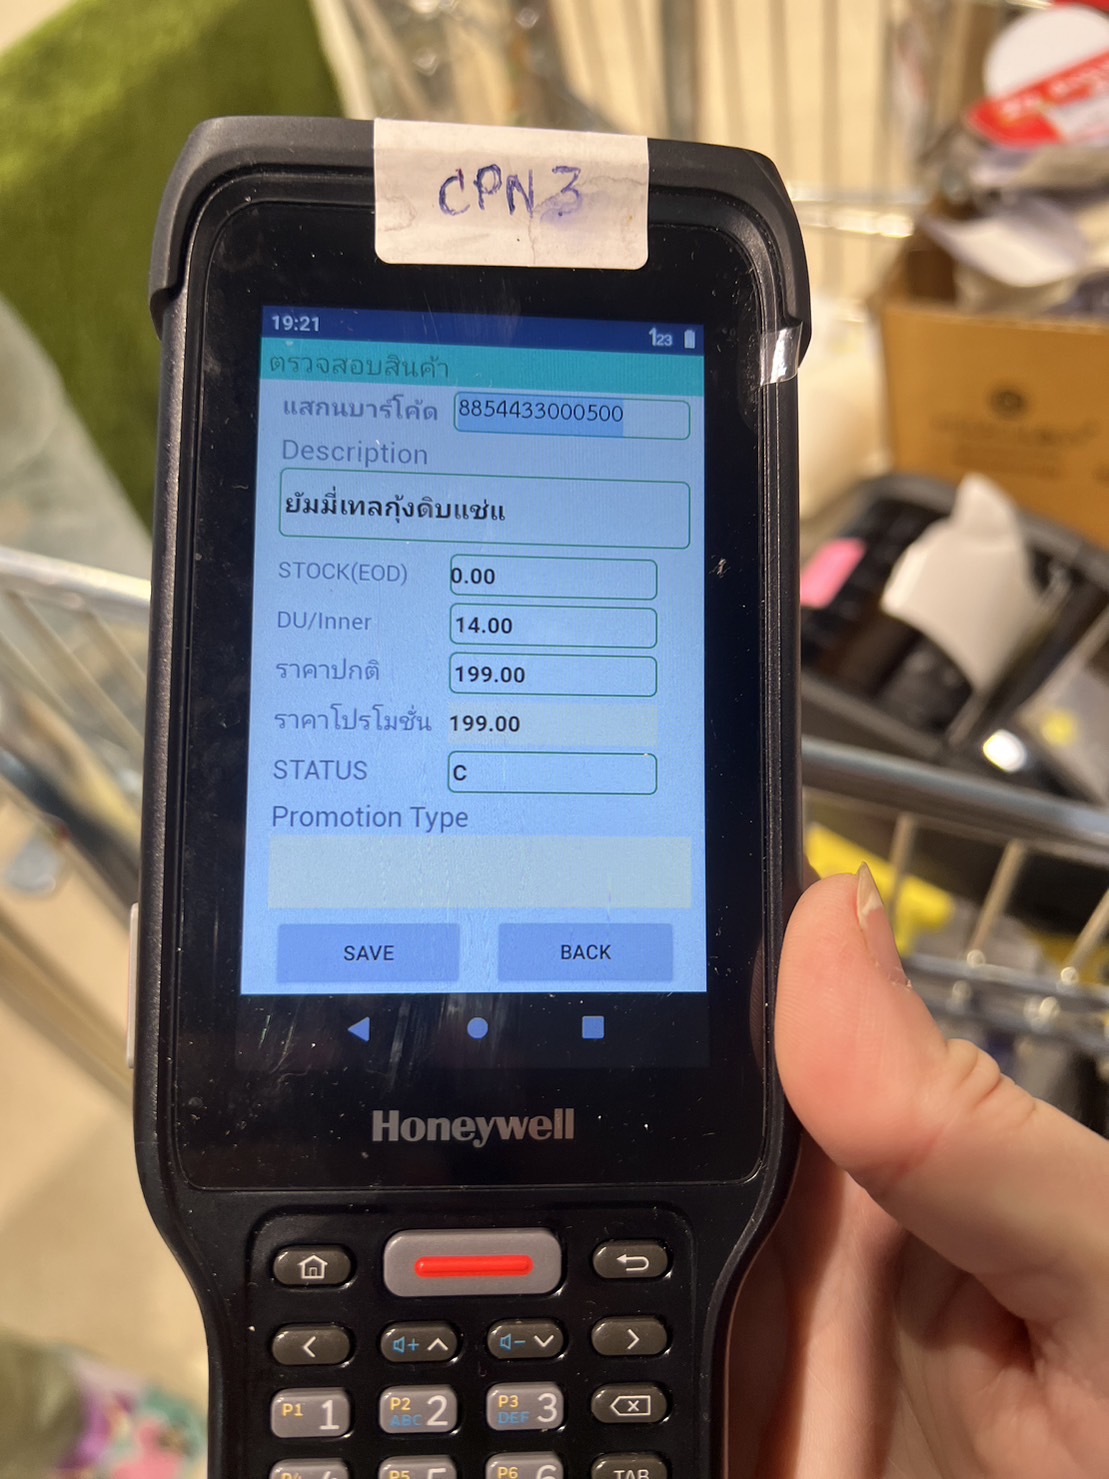 CPN 3
19:21
123
ตรวจสอบสินค้า
แสกนบาร์โค้ด 8854433000500
Description
ยัมมี่เทลกุ้งดิบแช่แ
STOCK(EOD) 0.00
DU/Inner 14.00
ราคาปกติ 199.00
ราคาโปรโมชั่น 199.00
STATUS C
Promotion Type
SAVE BACK
Honeywell
P1 1 P2 ABC 2 P3 DEF 3
P5 P6 TAB